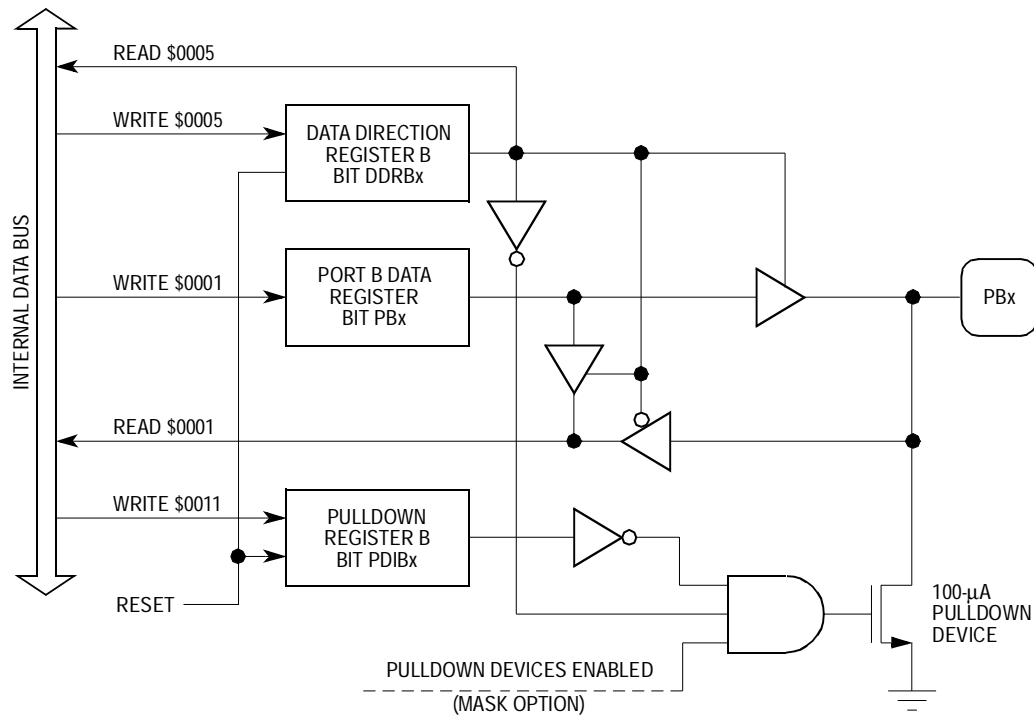 READ $0005
WRITE $0005
DATA DIRECTION
REGISTER B
BIT DDRBx
INTERNAL DATA BUS
WRITE $0001
PORT B DATA
REGISTER
BIT PBx
PBx
READ $0001
WRITE $0011
PULLDOWN
REGISTER B
BIT PDIBx
RESET
100-µA
PULLDOWN
DEVICE
PULLDOWN DEVICES ENABLED
(MASK OPTION)